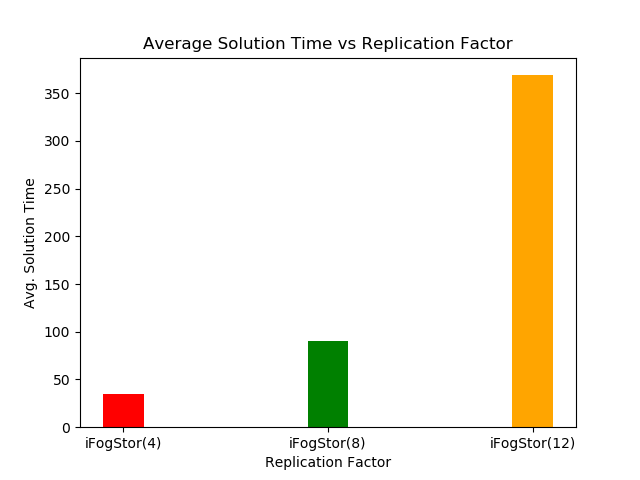 Average Solution Time vs Replication Factor
Avg. Solution Time
350
300
250
200
150
100
50
0
iFogStor(4) iFogStor(8) iFogStor(12)
Replication Factor